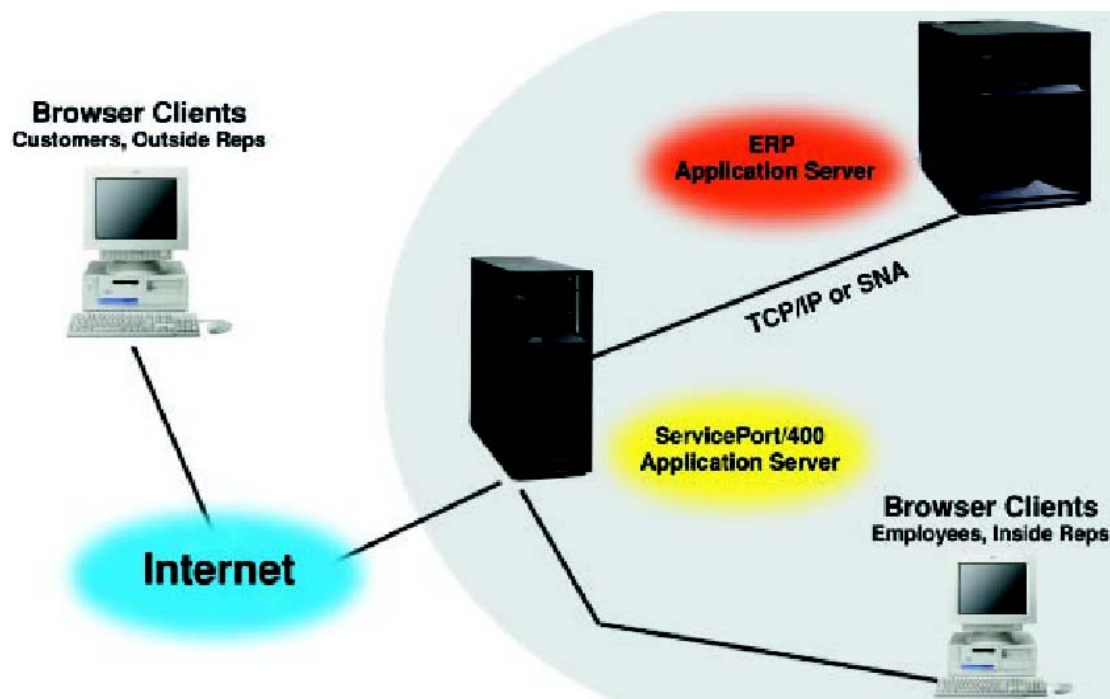 Browser Clients
Customers, Outside Reps
ERP
Application Server
TCP/IP or SNA
ServicePort/400
Application Server
Internet
Browser Clients
Employees, Inside Reps